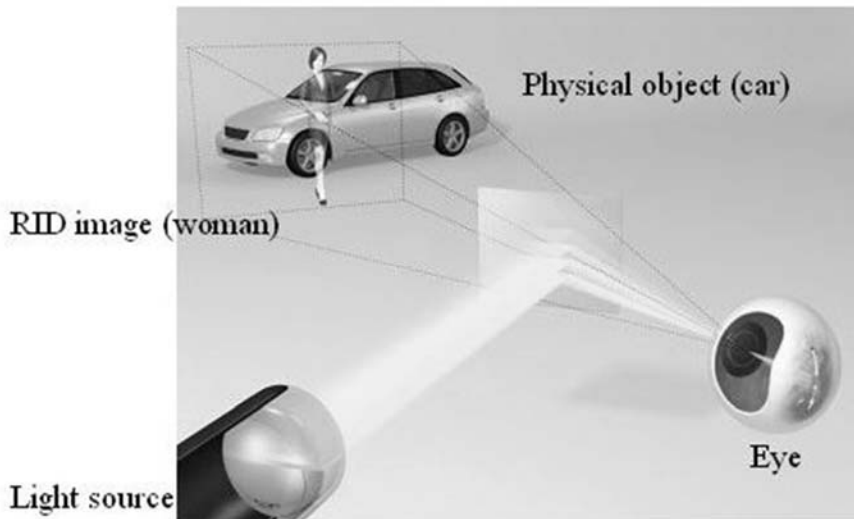 Physical object (car)
RID image (woman)
Eye
Light source